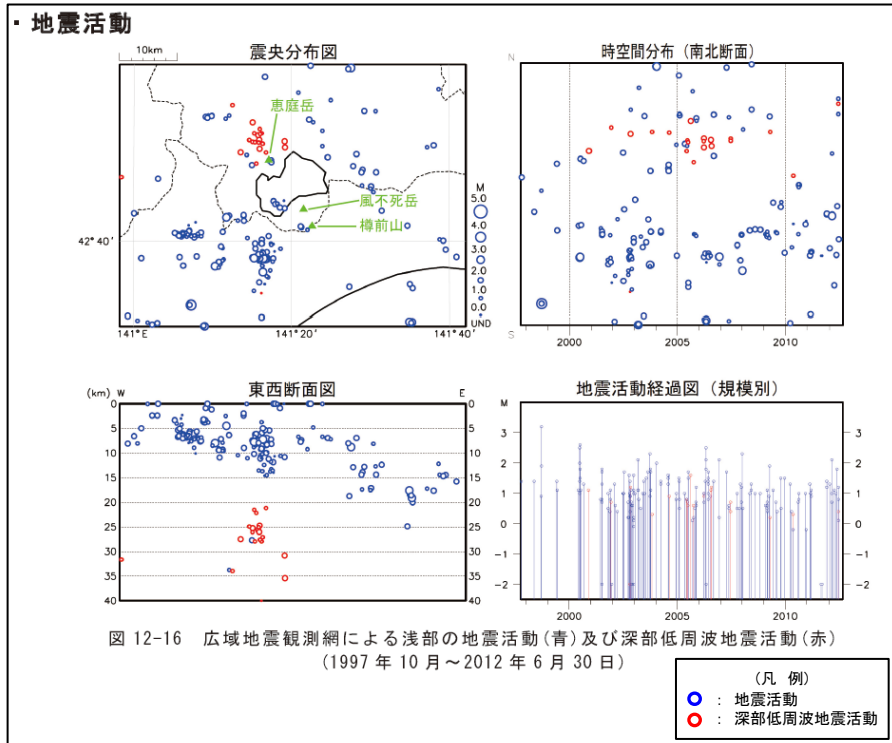 ・地震活動
10km
震央分布図
恵庭岳
風不死岳
樽前山
42°40'
141°E
141°20'
141°40'
M
5.0
4.0
3.0
2.0
1.0
0.0
UND
時空間分布（南北断面）
N
S
2000
2005
2010
東西断面図
(km) W
E
0
5
10
15
20
25
30
35
40
地震活動経過図（規模別）
M
3
2
1
0
-1
-2
3
2
1
0
-1
-2
2000
2005
2010
図 12-16 広域地震観測網による浅部の地震活動(青)及び深部低周波地震活動(赤)
(1997 年 10 月～2012 年 6 月 30 日)
(凡 例)
： 地震活動
： 深部低周波地震活動